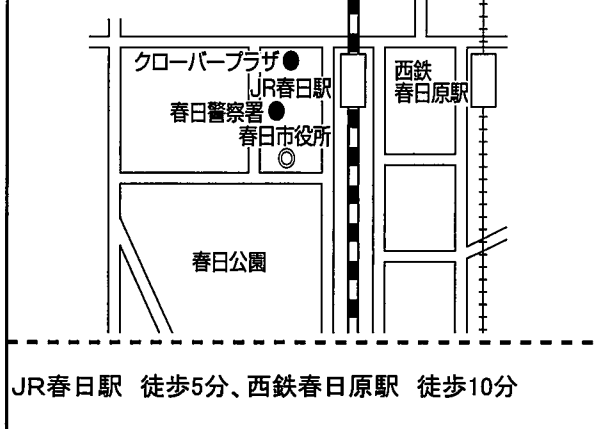 クローバープラザ
JR春日駅
西鉄
春日原駅
春日警察署
春日市役所
春日公園
JR春日駅 徒歩5分、西鉄春日原駅 徒歩10分